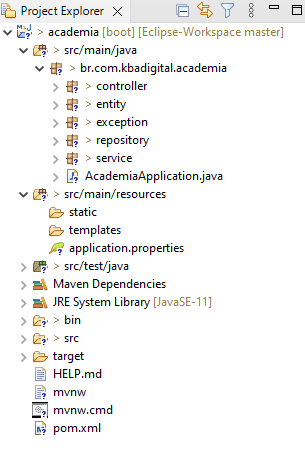 Project Explorer
> academia [boot] [Eclipse-Workspace master]
> src/main/java
> br.com.kbadigital.academia
> controller
> entity
> exception
> repository
> service
> AcademiaApplication.java
> src/main/resources
static
templates
application.properties
> src/test/java
Maven Dependencies
JRE System Library [JavaSE-11]
> bin
> src
target
HELP.md
mvnw
mvnw.cmd
pom.xml